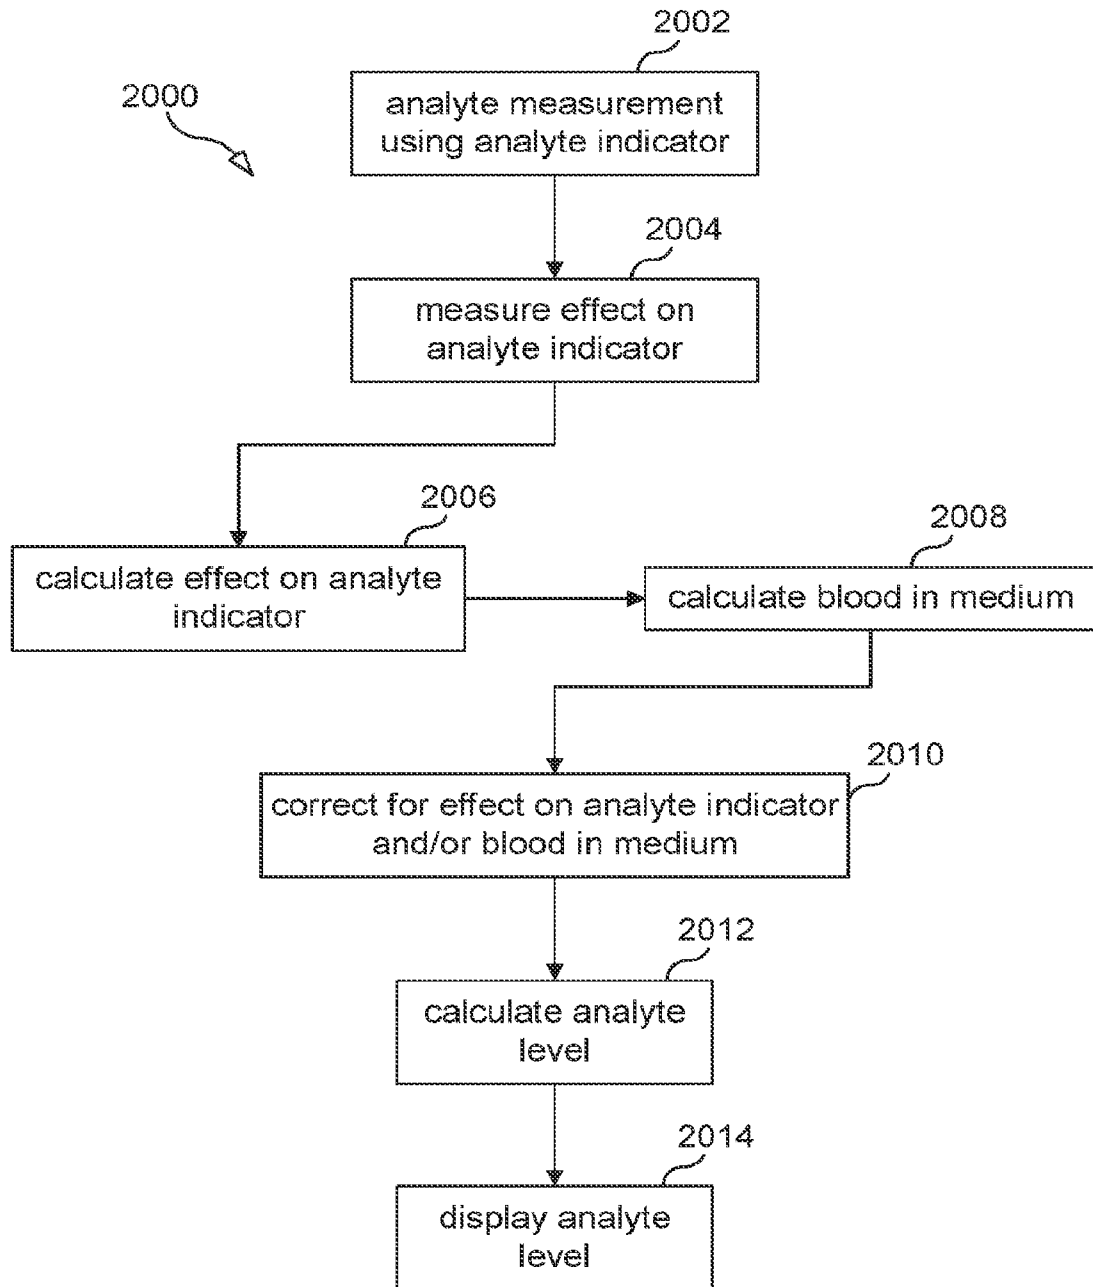 2002
2000
analyte measurement
using analyte indicator
2004
measure effect on
analyte indicator
2006
calculate effect on analyte
indicator
2008
calculate blood in medium
2010
correct for effect on analyte indicator
and/or blood in medium
2012
calculate analyte
level
2014
display analyte
level